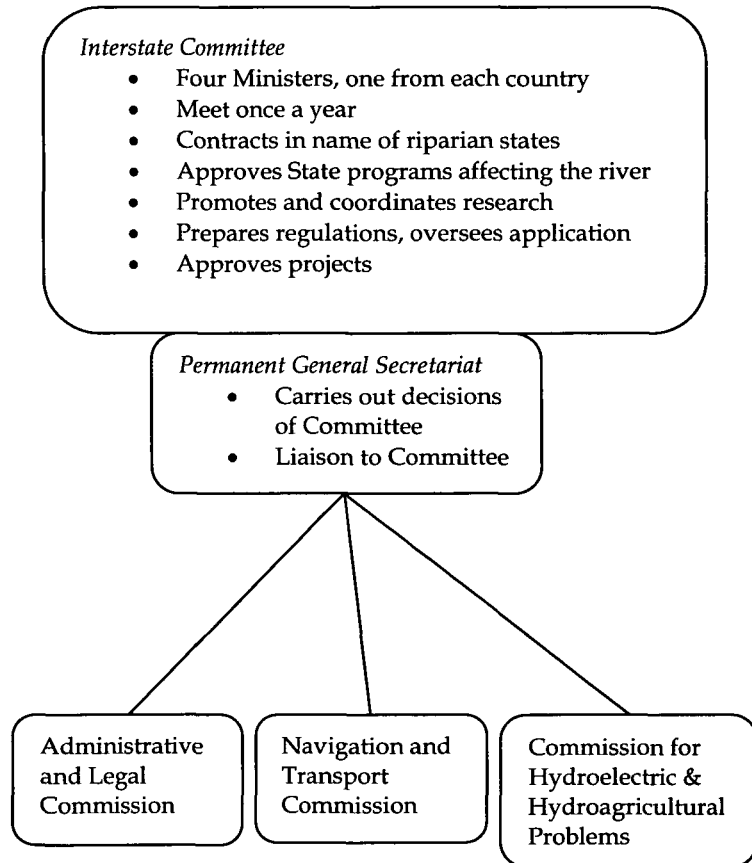 Interstate Committee
• Four Ministers, one from each country
• Meet once a year
• Contracts in name of riparian states
• Approves State programs affecting the river
• Promotes and coordinates research
• Prepares regulations, oversees application
• Approves projects
Permanent General Secretariat
• Carries out decisions
of Committee
• Liaison to Committee
Administrative
and Legal
Commission
Navigation and
Transport
Commission
Commission for
Hydroelectric &
Hydroagricultural
Problems